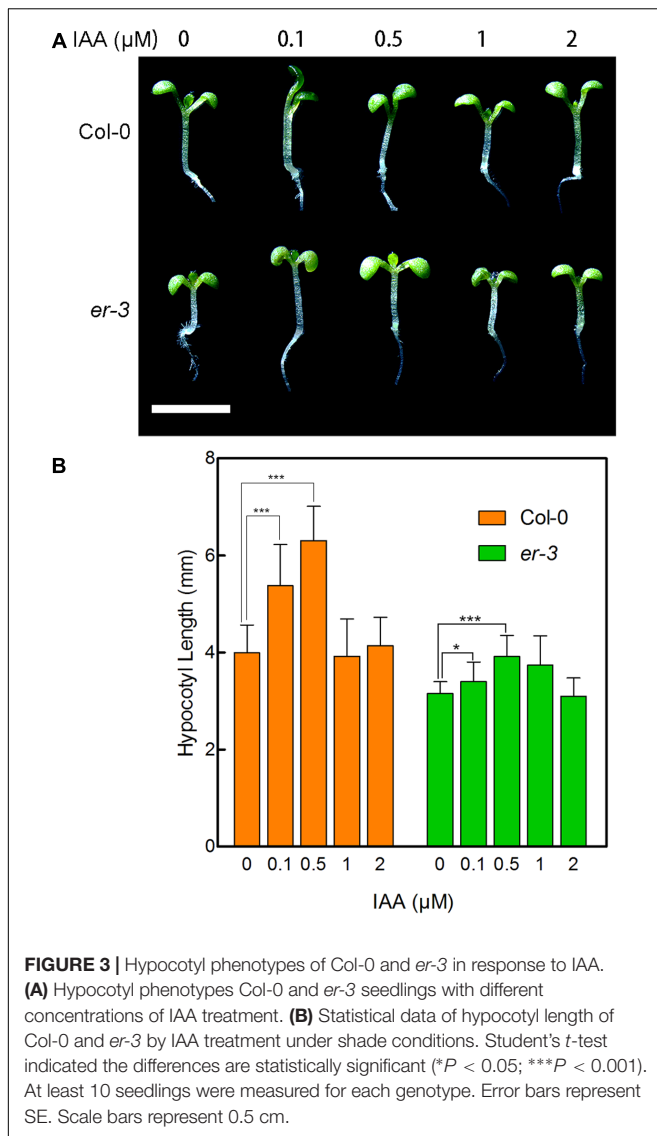 A IAA (μM) 0 0.1 0.5 1 2
Col-0
er-3
B
8
6
4
2
0
Hypocotyl Length (mm)
***
***
***
*
Col-0
er-3
0 0.1 0.5 1 2 0 0.1 0.5 1 2
IAA (μM)
FIGURE 3 | Hypocotyl phenotypes of Col-0 and er-3 in response to IAA.
(A) Hypocotyl phenotypes Col-0 and er-3 seedlings with different
concentrations of IAA treatment. (B) Statistical data of hypocotyl length of
Col-0 and er-3 by IAA treatment under shade conditions. Student's t-test
indicated the differences are statistically significant (*P < 0.05; ***P < 0.001).
At least 10 seedlings were measured for each genotype. Error bars represent
SE. Scale bars represent 0.5 cm.